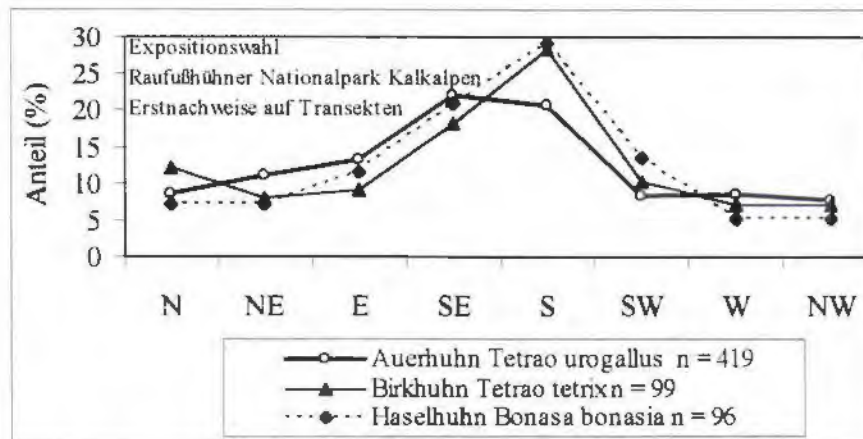 30
25
20
15
10
5
0
Anteil (%)
Expositionswahl
Raufußhühner Nationalpark Kalkalpen
Erstnachweise auf Transekten
N NE E SE S SW W NW
Auerhuhn Tetrao urogallus n = 419
Birkhuhn Tetrao tetrixn = 99
Haselhuhn Bonasa bonasia n = 96